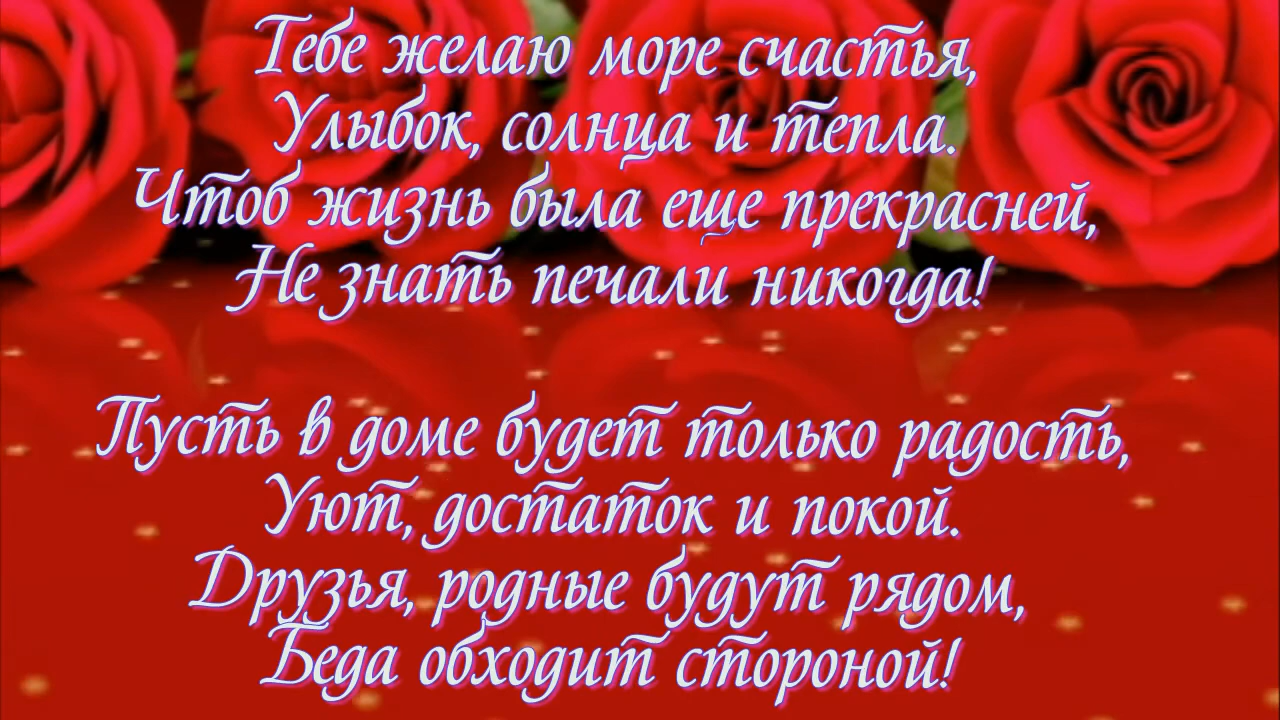 Тебе желаю море счастья,
Улыбок, солнца и тепла.
Чтоб жизнь была еще прекрасней,
Не знать печали никогда!
Пусть в доме будет только радость,
Уют, достаток и покой.
Друзья, родные будут рядом,
Беда обходит стороной!